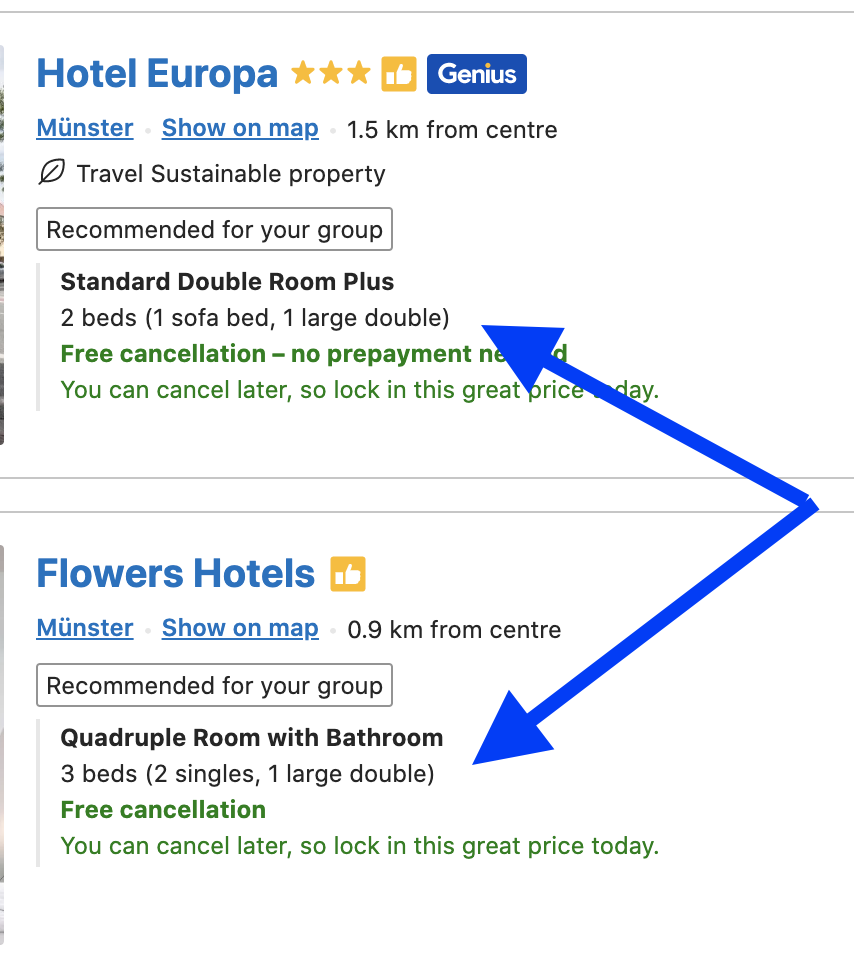 Hotel Europa Genius
Münster Show on map 1.5 km from centre
Travel Sustainable property
Recommended for your group
Standard Double Room Plus
2 beds (1 sofa bed, 1 large double)
Free cancellation – no prepayment
You can cancel later, so lock in this great price today.
Flowers Hotels
Münster Show on map 0.9 km from centre
Recommended for your group
Quadruple Room with Bathroom
3 beds (2 singles, 1 large double)
Free cancellation
You can cancel later, so lock in this great price today.